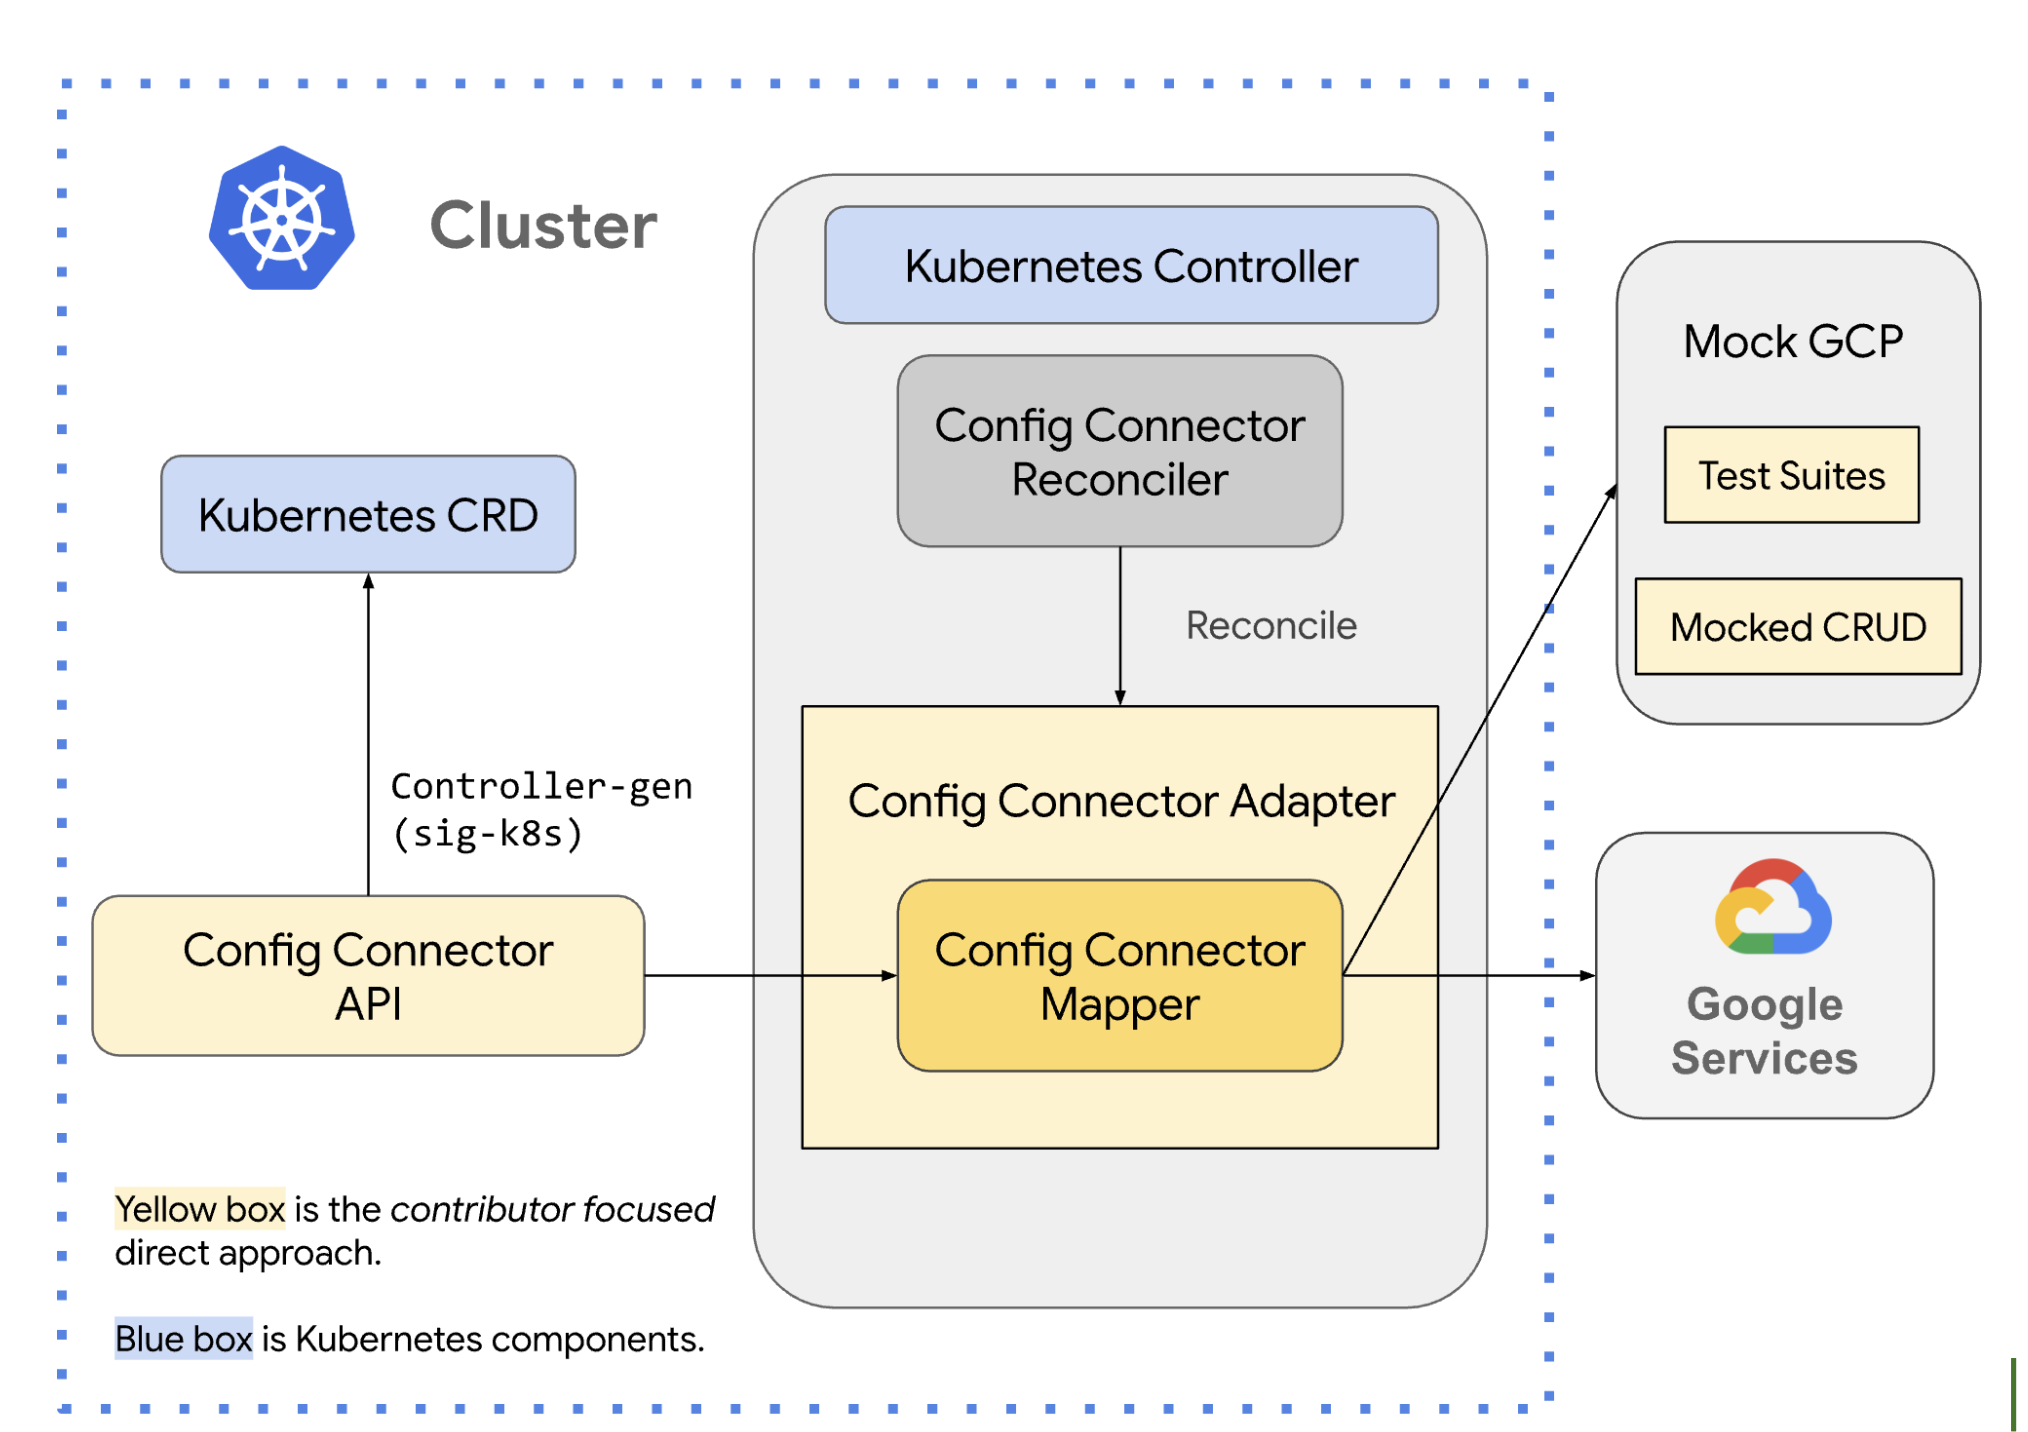 Cluster
Kubernetes Controller
Config Connector
Reconciler
Reconcile
Kubernetes CRD
Controller-gen
(sig-k8s)
Config Connector
API
Config Connector Adapter
Config Connector
Mapper
Mock GCP
Test Suites
Mocked CRUD
Google
Services
Yellow box is the contributor focused
direct approach.
Blue box is Kubernetes components.